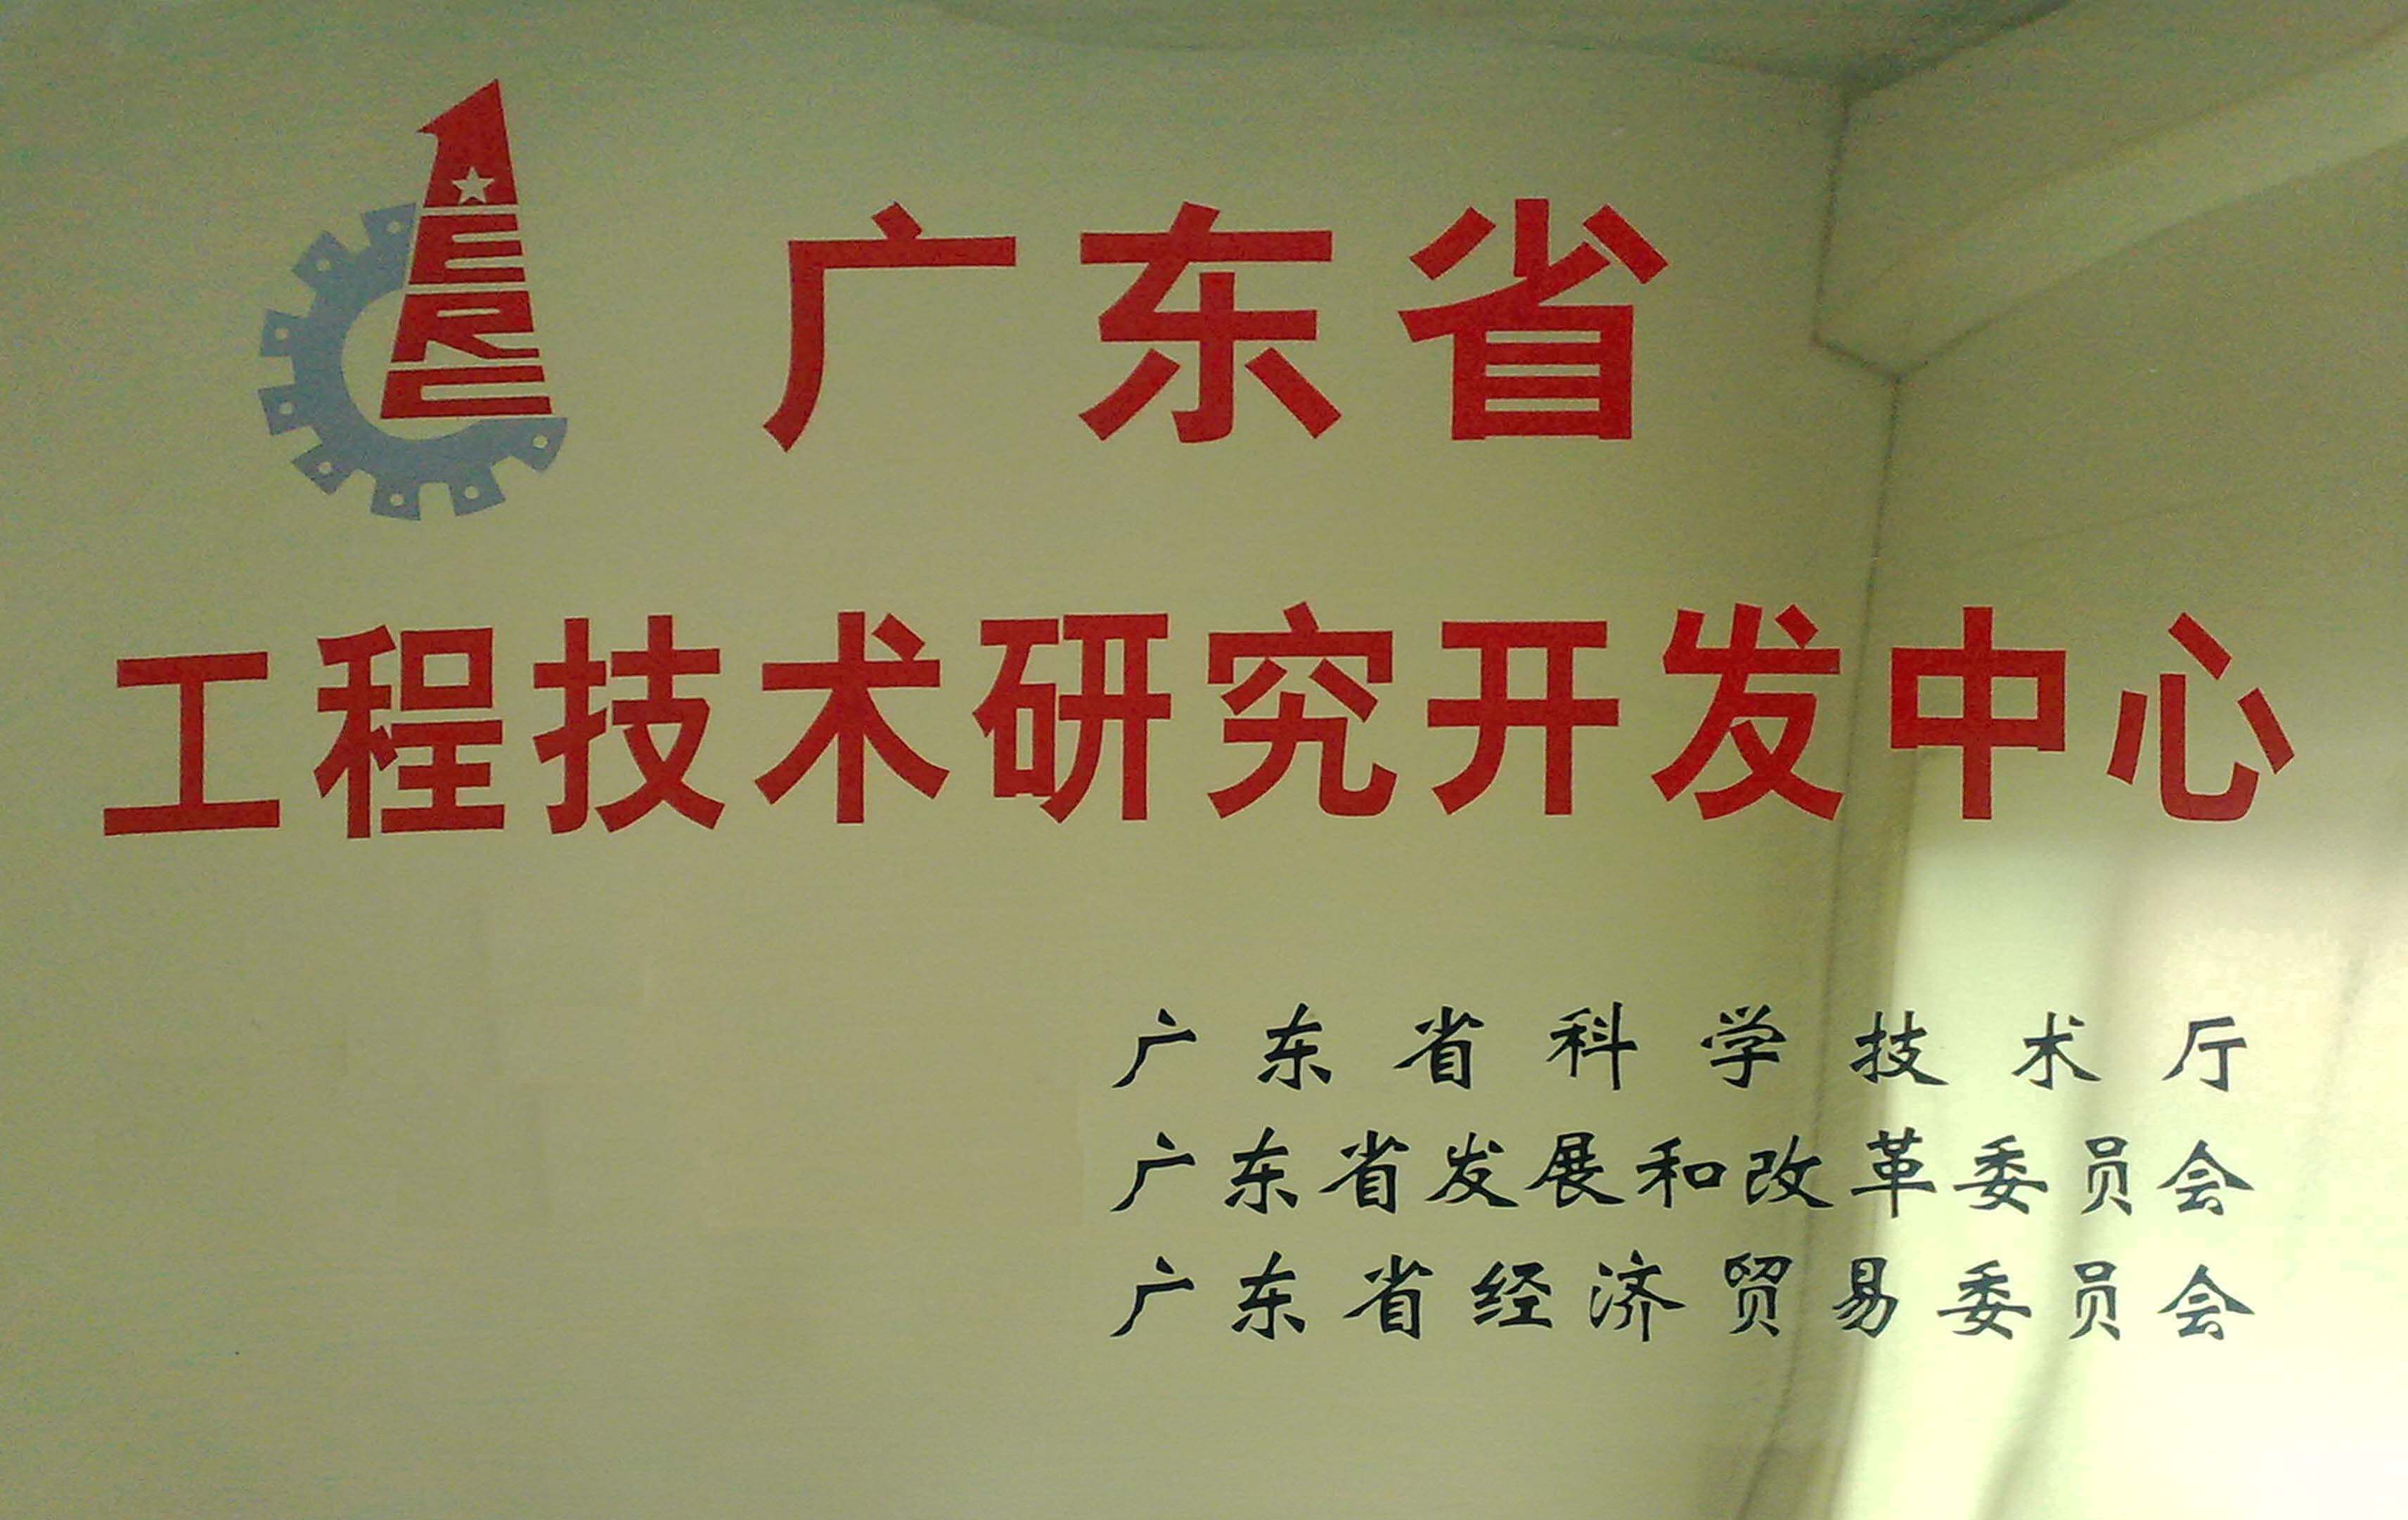 ERC
广东省
工程技术研究开发中心
广东省科学技术厅
广东省发展和改革委员会
广东省经济贸易委员会